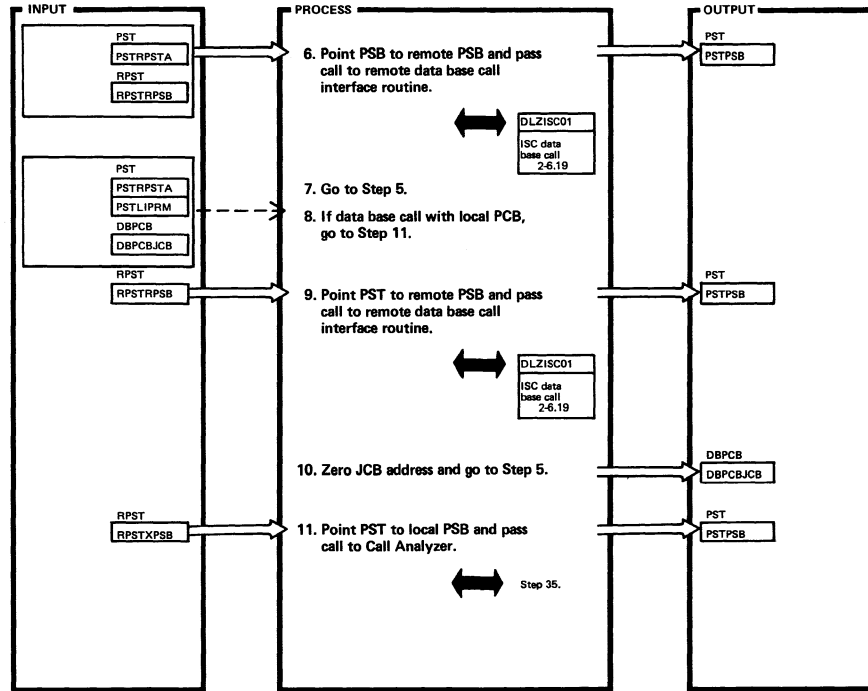 INPUT
PROCESS
OUTPUT
PST
PSTRPSTA
RPST
RPSTRPSB
6. Point PSB to remote PSB and pass
call to remote data base call
interface routine.
PST
PSTPSB
DLZISC01
ISC data
base call
2-6.19
PST
PSTRPSTA
PSTLIPRM
DBPCB
DBPCBJCB
7. Go to Step 5.
8. If data base call with local PCB,
go to Step 11.
RPST
RPSTRPSB
9. Point PST to remote PSB and pass
call to remote data base call
interface routine.
PST
PSTPSB
DLZISC01
ISC data
base call
2-6.19
10. Zero JCB address and go to Step 5.
DBPCB
DBPCBJCB
RPST
RPSTXPSB
11. Point PST to local PSB and pass
call to Call Analyzer.
PST
PSTPSB
Step 35.